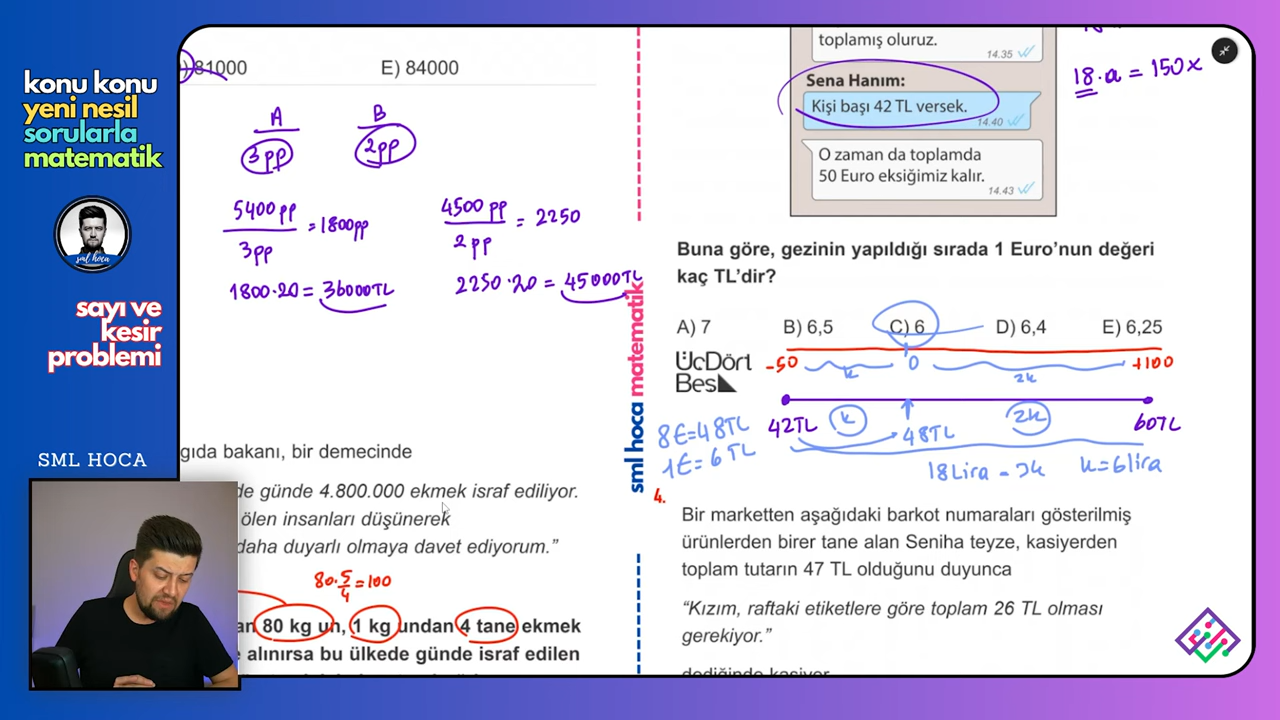 konu konu
yeni nesil
sorularla
matematik
sml hoca
sayı ve
kesir
problemi
SML HOCA
81000
E) 84000
A
B
3pp
2pp
5400pp
3pp
= 1800pp
4500pp
2pp
= 2250
1800·20 = 36000TL
2250·20 = 45000TL
gıda bakanı, bir demecinde
de günde 4.800.000 ekmek israf ediliyor.
ölen insanları düşünerek
daha duyarlı olmaya davet ediyorum.”
80·5/4=100
80 kg un, 1 kg undan 4 tane ekmek
alınırsa bu ülkede günde israf edilen
sml hoca matematik
toplamış oluruz.
14.35
Sena Hanım:
Kişi başı 42 TL versek.
14.40
O zaman da toplamda
50 Euro eksiğimiz kalır.
14.43
18·a = 150x
Buna göre, gezinin yapıldığı sırada 1 Euro’nun değeri
kaç TL’dir?
A) 7
B) 6,5
C) 6
D) 6,4
E) 6,25
ÜçDört
Beş
-50
k
0
2k
+100
42TL
k
48TL
2k
60TL
8€=48TL
1€=6TL
18Lira = 3k
k=6lira
4.
Bir marketten aşağıdaki barkot numaraları gösterilmiş
ürünlerden birer tane alan Seniha teyze, kasiyerden
toplam tutarın 47 TL olduğunu duyunca
“Kızım, raftaki etiketlere göre toplam 26 TL olması
gerekiyor.”
dediğinde kasiyer